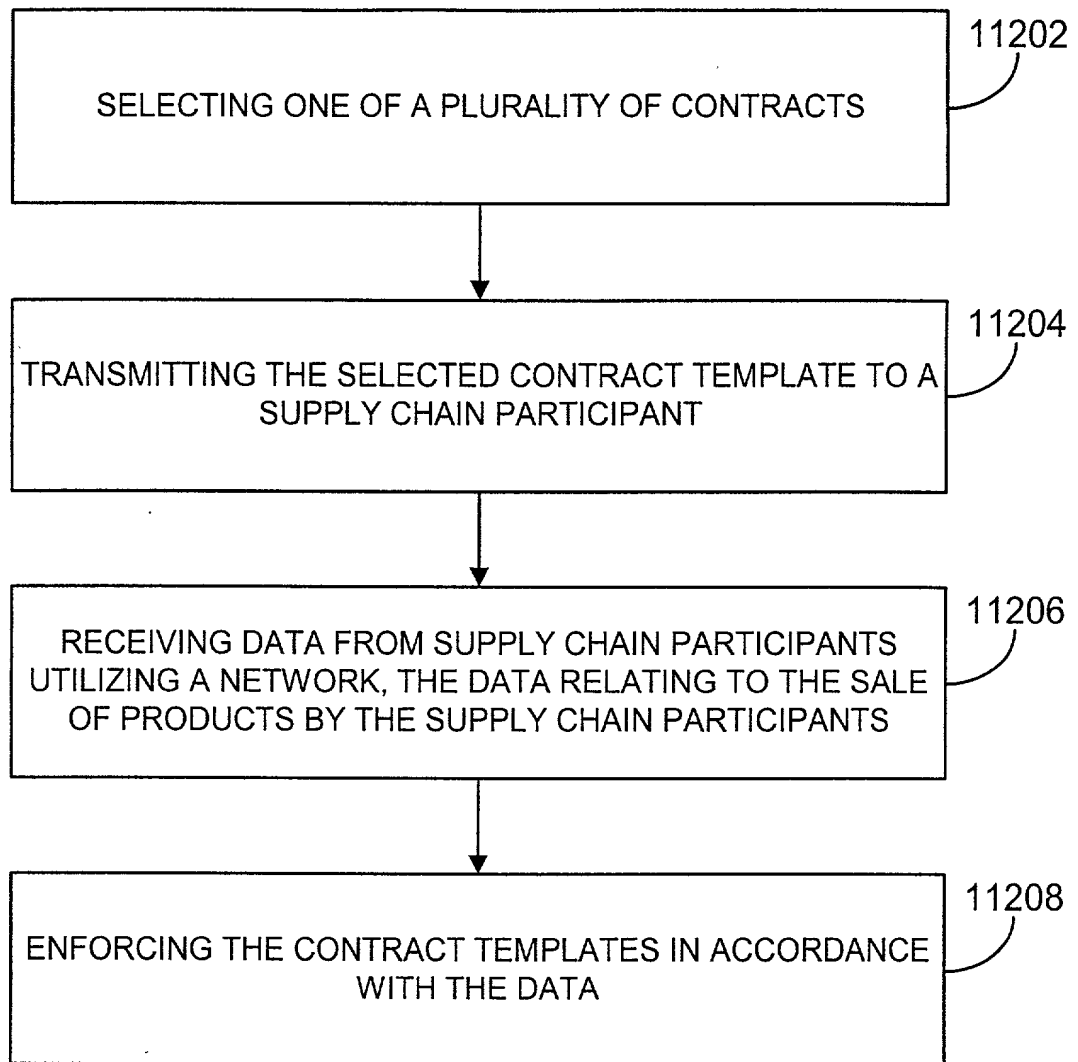 11202
SELECTING ONE OF A PLURALITY OF CONTRACTS
11204
TRANSMITTING THE SELECTED CONTRACT TEMPLATE TO A
SUPPLY CHAIN PARTICIPANT
11206
RECEIVING DATA FROM SUPPLY CHAIN PARTICIPANTS
UTILIZING A NETWORK, THE DATA RELATING TO THE SALE
OF PRODUCTS BY THE SUPPLY CHAIN PARTICIPANTS
11208
ENFORCING THE CONTRACT TEMPLATES IN ACCORDANCE
WITH THE DATA